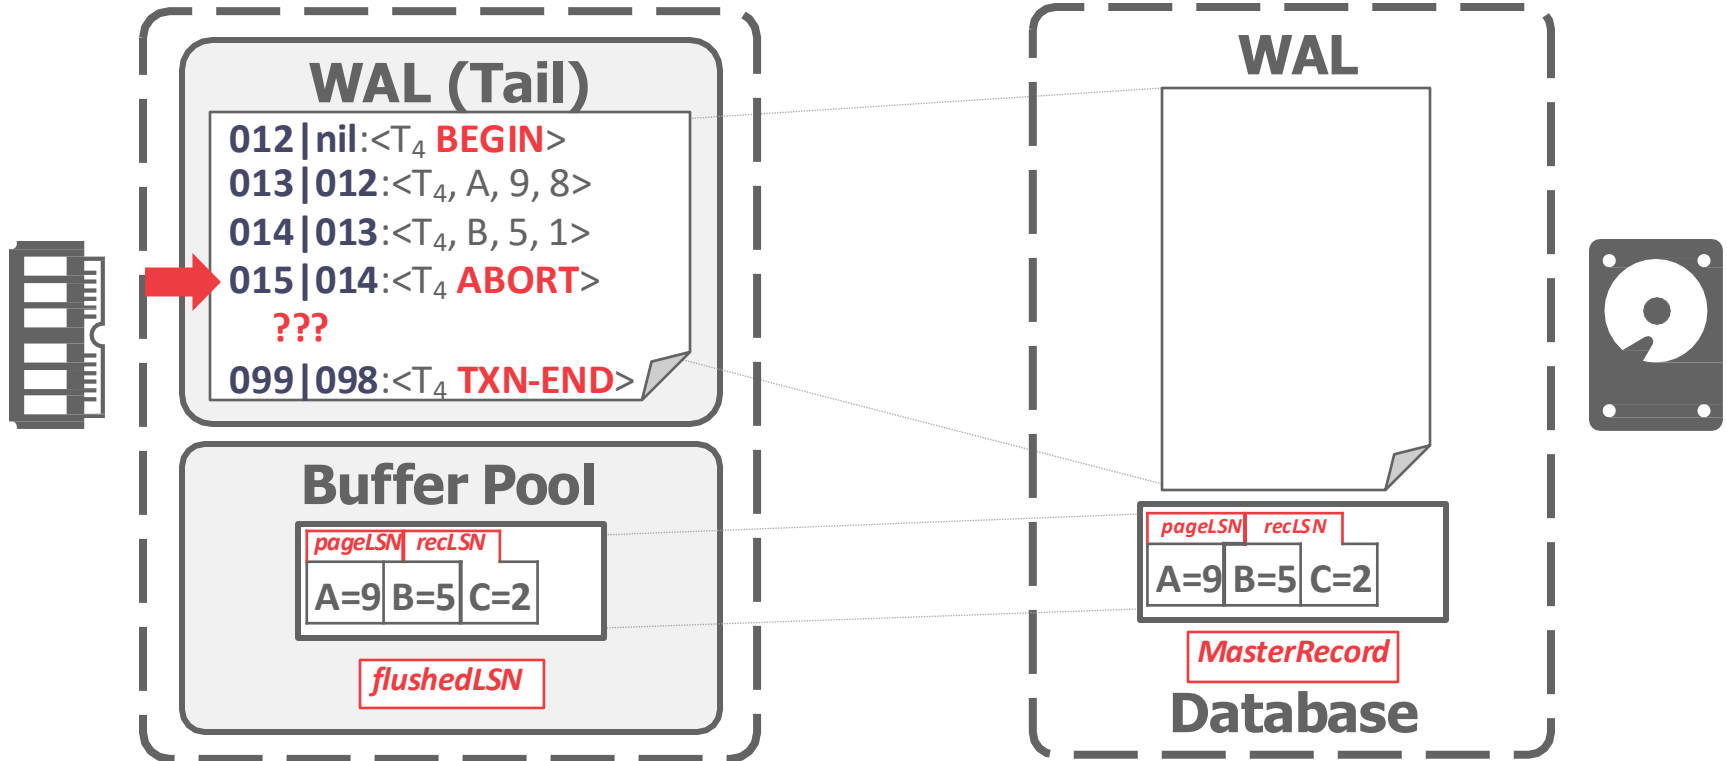 WAL (Tail)
012|nil:<T4 BEGIN>
013|012:<T4, A, 9, 8>
014|013:<T4, B, 5, 1>
015|014:<T4 ABORT>
???
099|098:<T4 TXN-END>
Buffer Pool
pageLSN recLSN
A=9 B=5 C=2
flushedLSN
WAL
pageLSN recLSN
A=9 B=5 C=2
MasterRecord
Database